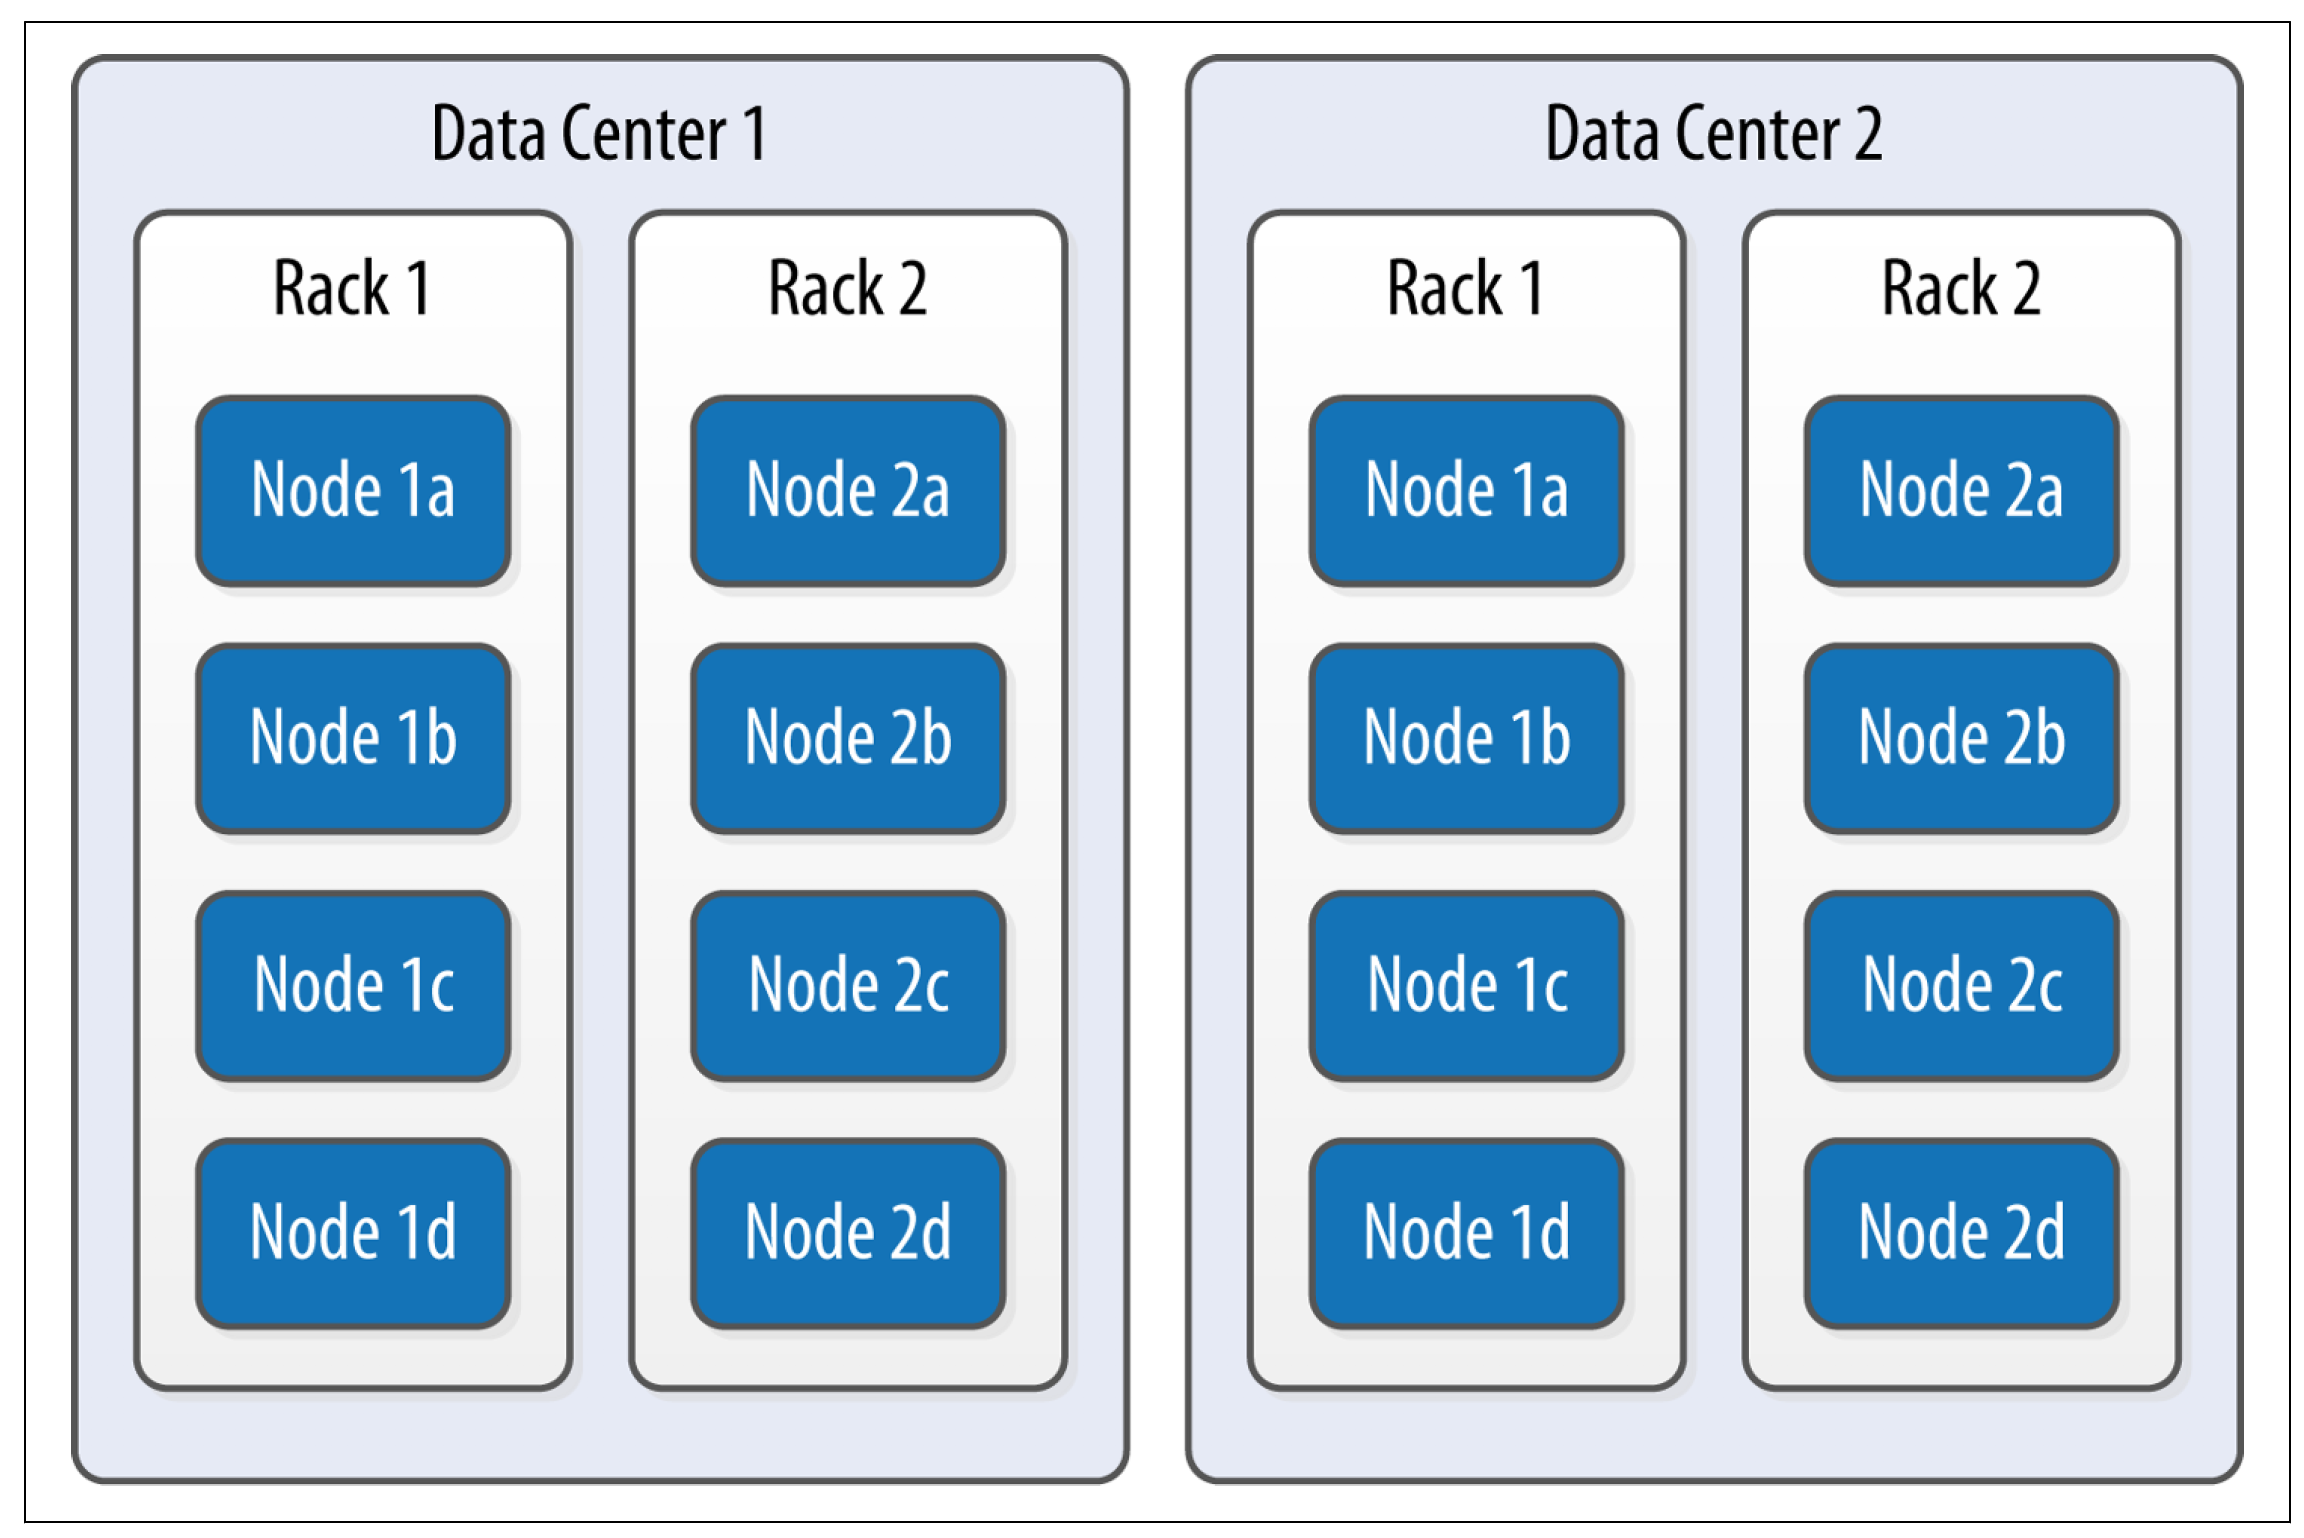 Data Center 1
Rack 1
Node 1a
Node 1b
Node 1c
Node 1d
Rack 2
Node 2a
Node 2b
Node 2c
Node 2d
Data Center 2
Rack 1
Node 1a
Node 1b
Node 1c
Node 1d
Rack 2
Node 2a
Node 2b
Node 2c
Node 2d